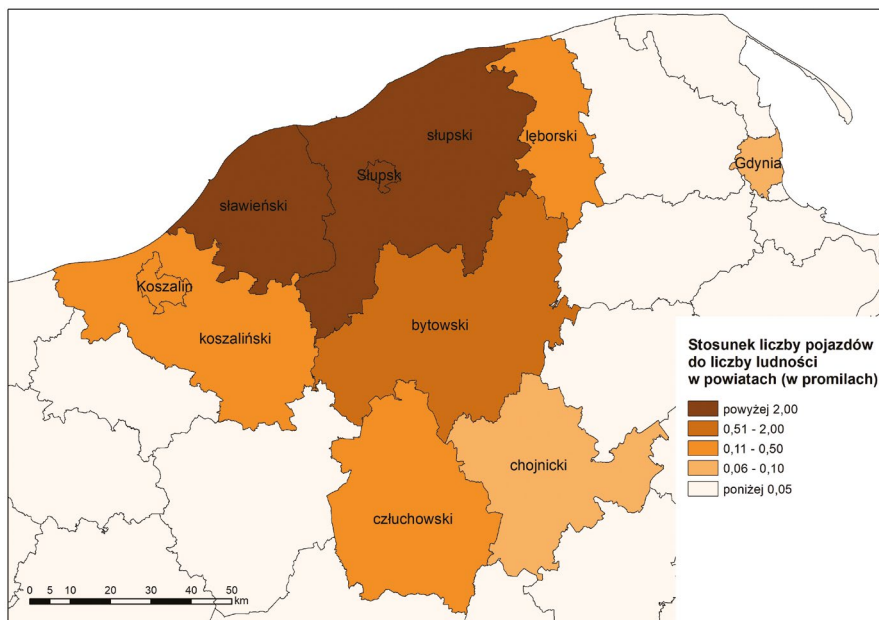 słupski
lęborski
Gdynia
Słupsk
sławieński
Koszalin
koszaliński
bytowski
chojnicki
człuchowski
Stosunek liczby pojazdów
do liczby ludności
w powiatach (w promilach)
powyżej 2,00
0,51 - 2,00
0,11 - 0,50
0,06 - 0,10
poniżej 0,05
0 5 10 20 30 40 50
km